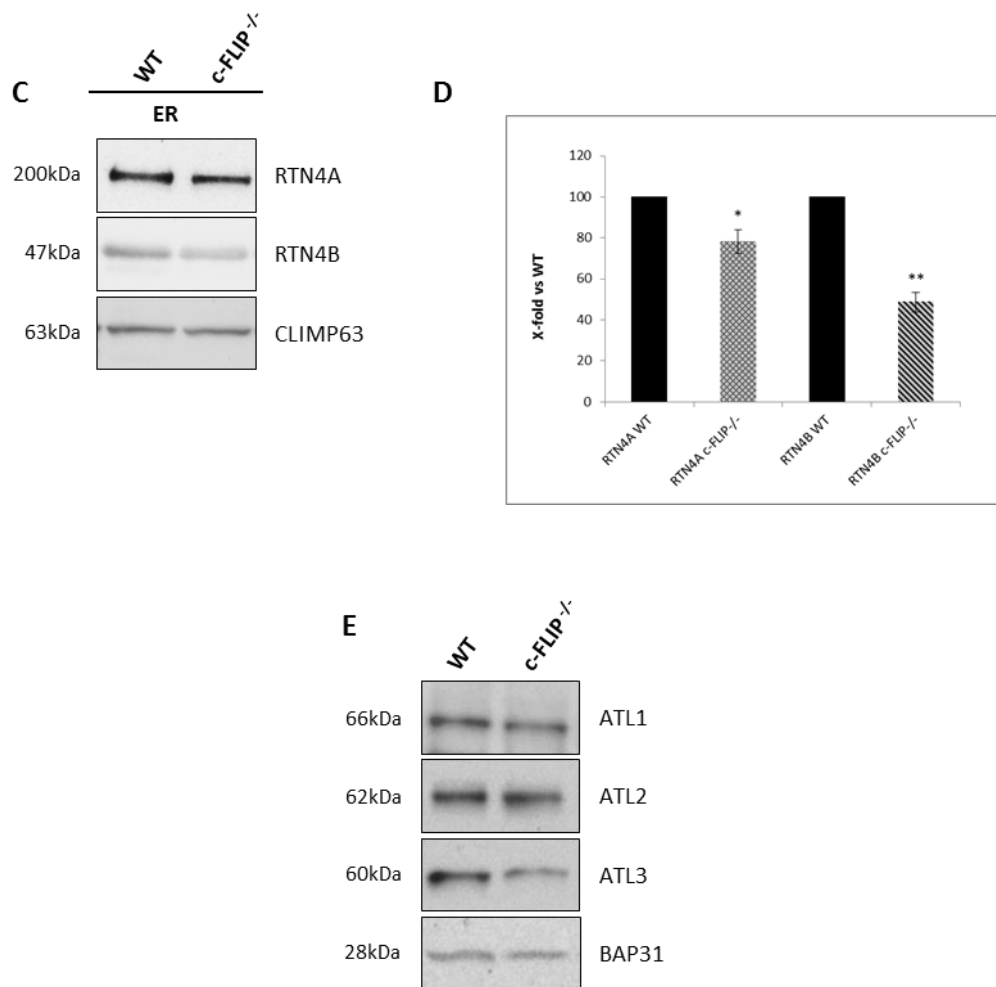 C
WT c-FLIP-/-
ER
200kDa RTN4A
47kDa RTN4B
63kDa CLIMP63
D
X-fold vs WT
120
100
80
60
40
20
0
*
**
RTN4A WT
RTN4A c-FLIP-/-
RTN4B WT
RTN4B c-FLIP-/-
E
WT c-FLIP-/-
66kDa ATL1
62kDa ATL2
60kDa ATL3
28kDa BAP31